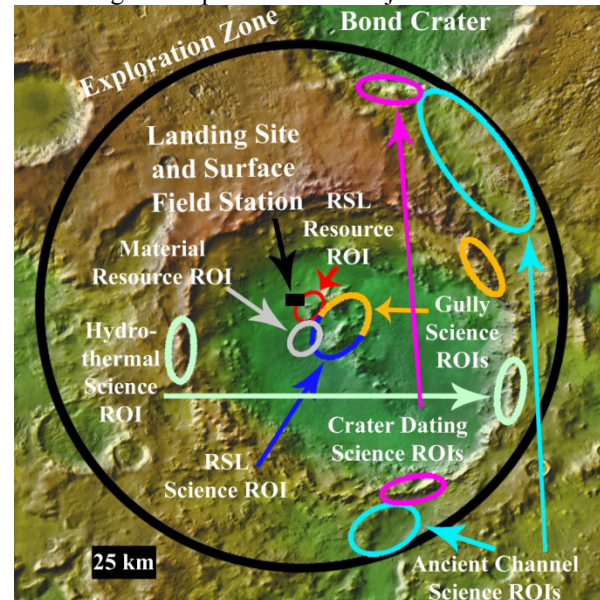 Bond Crater
Exploration Zone
Landing Site
and Surface
Field Station
RSL
Resource
ROI
Material
Resource ROI
Gully
Science
ROIs
Hydro-
thermal
Science
ROI
Crater Dating
Science ROIs
RSL
Science ROI
25 km
Ancient Channel
Science ROIs